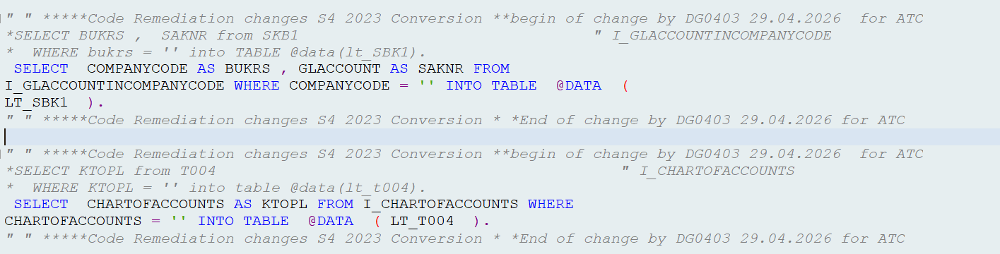 " " *****Code Remediation changes S4 2023 Conversion **begin of change by DG0403 29.04.2026  for ATC
*SELECT BUKRS ,  SAKNR from SKB1                                   " I_GLACCOUNTINCOMPANYCODE
*  WHERE bukrs = '' into TABLE @data(lt_SBK1).
 SELECT  COMPANYCODE AS BUKRS , GLACCOUNT AS SAKNR FROM
I_GLACCOUNTINCOMPANYCODE WHERE COMPANYCODE = '' INTO TABLE  @DATA  (
LT_SBK1  ).
" " *****Code Remediation changes S4 2023 Conversion * *End of change by DG0403 29.04.2026 for ATC
" " *****Code Remediation changes S4 2023 Conversion **begin of change by DG0403 29.04.2026  for ATC
*SELECT KTOPL from T004                                            " I_CHARTOFACCOUNTS
*  WHERE KTOPL = '' into table @data(lt_t004).
 SELECT  CHARTOFACCOUNTS AS KTOPL FROM I_CHARTOFACCOUNTS WHERE
CHARTOFACCOUNTS = '' INTO TABLE  @DATA  ( LT_T004  ).
" " *****Code Remediation changes S4 2023 Conversion * *End of change by DG0403 29.04.2026 for ATC